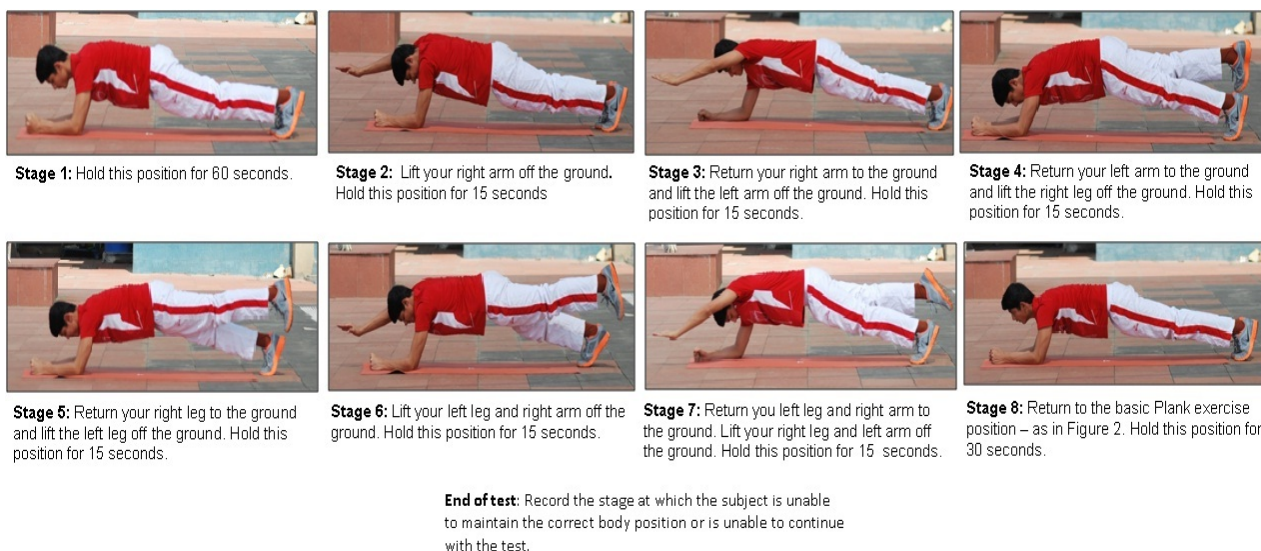 Stage 1: Hold this position for 60 seconds.
Stage 2: Lift your right arm off the ground.
Hold this position for 15 seconds
Stage 3: Return your right arm to the ground
and lift the left arm off the ground. Hold this
position for 15 seconds.
Stage 4: Return your left arm to the ground
and lift the right leg off the ground. Hold this
position for 15 seconds.
Stage 5: Return your right leg to the ground
and lift the left leg off the ground. Hold this
position for 15 seconds.
Stage 6: Lift your left leg and right arm off the
ground. Hold this position for 15 seconds.
Stage 7: Return you left leg and right arm to
the ground. Lift your right leg and left arm off
the ground. Hold this position for 15 seconds.
Stage 8: Return to the basic Plank exercise
position – as in Figure 2. Hold this position for
30 seconds.
End of test: Record the stage at which the subject is unable
to maintain the correct body position or is unable to continue
with the test.